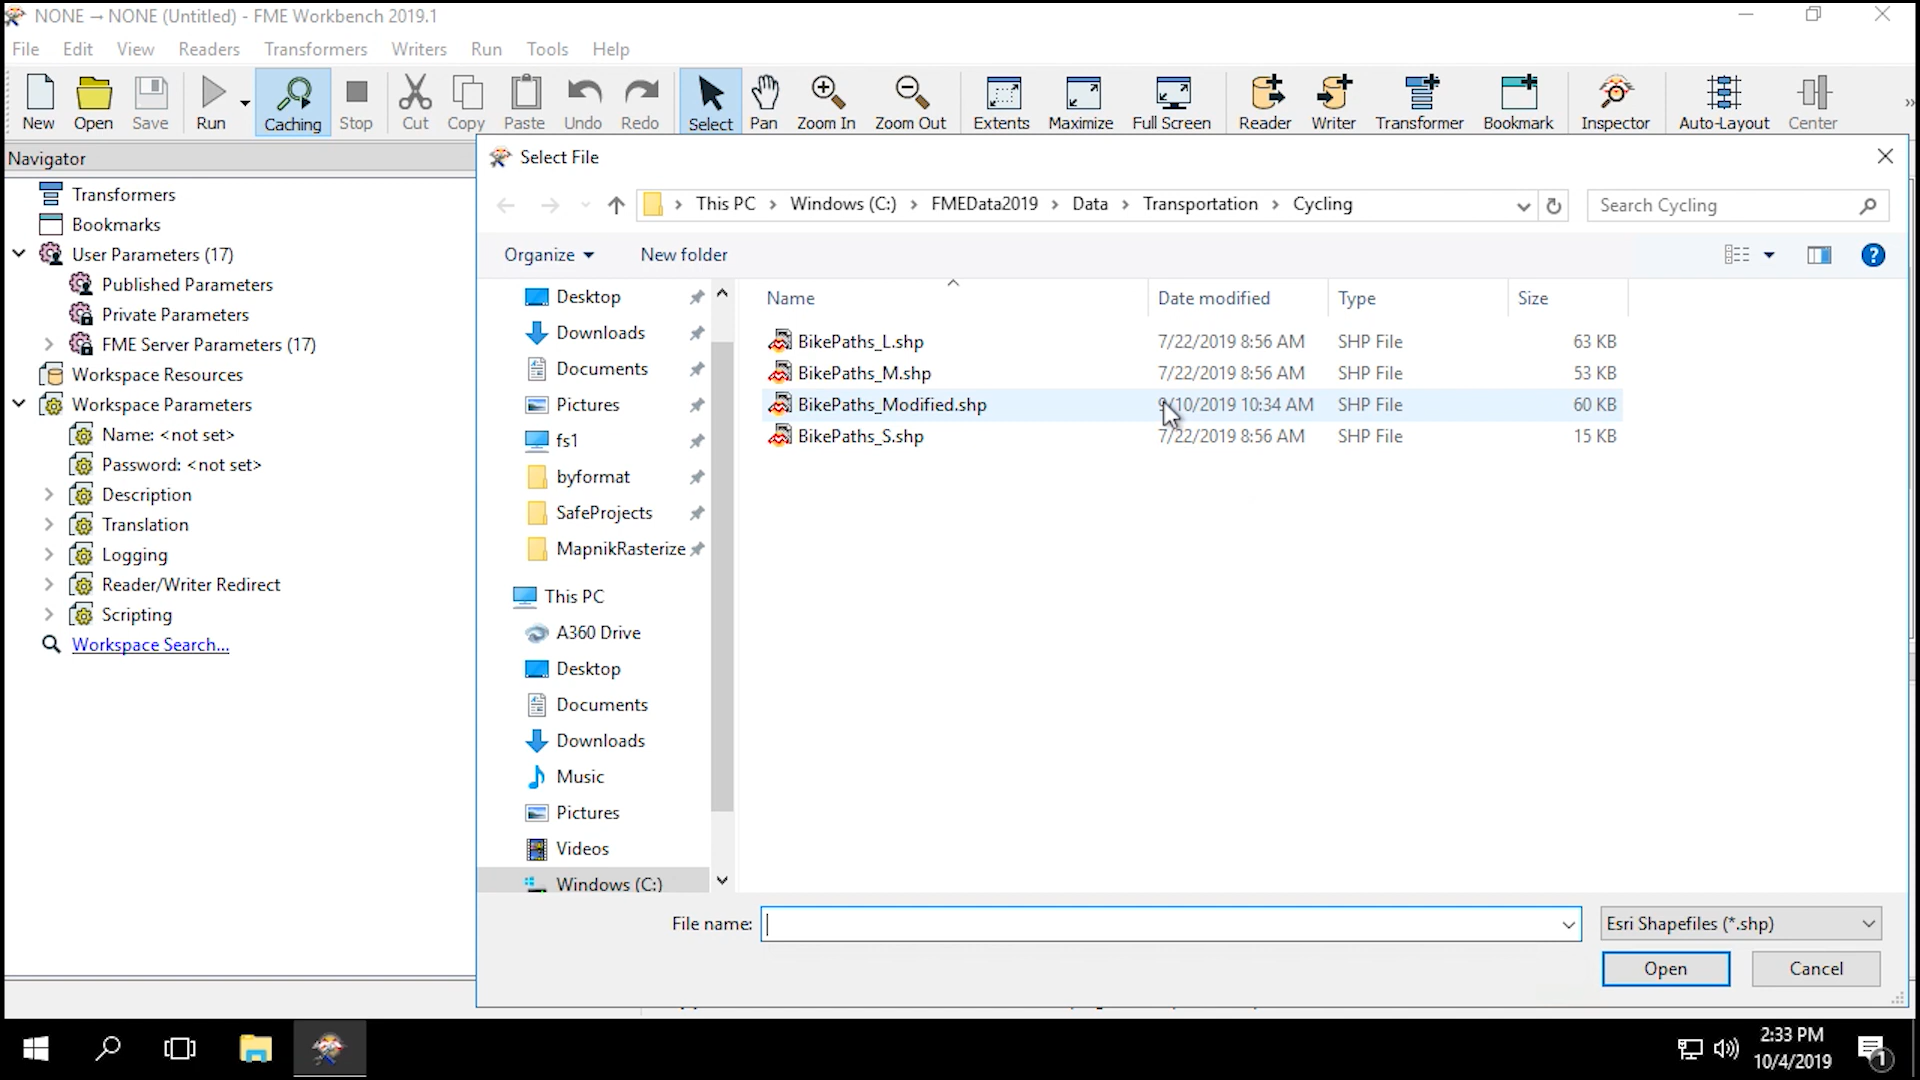 NONE → NONE (Untitled) - FME Workbench 2019.1
File Edit View Readers Transformers Writers Run Tools Help
New Open Save Run Caching Stop Cut Copy Paste Undo Redo Select Pan Zoom In Zoom Out Extents Maximize Full Screen Reader Writer Transformer Bookmark Inspector Auto-Layout Center
Navigator
Transformers
Bookmarks
User Parameters (17)
Published Parameters
Private Parameters
FME Server Parameters (17)
Workspace Resources
Workspace Parameters
Name: <not set>
Password: <not set>
Description
Translation
Logging
Reader/Writer Redirect
Scripting
Workspace Search...
Select File
This PC > Windows (C:) > FMEData2019 > Data > Transportation > Cycling
Search Cycling
Organize New folder
Desktop
Downloads
Documents
Pictures
fs1
byformat
SafeProjects
MapnikRasterize
This PC
A360 Drive
Desktop
Documents
Downloads
Music
Pictures
Videos
Windows (C:)
Name Date modified Type Size
BikePaths_L.shp 7/22/2019 8:56 AM SHP File 63 KB
BikePaths_M.shp 7/22/2019 8:56 AM SHP File 53 KB
BikePaths_Modified.shp 9/10/2019 10:34 AM SHP File 60 KB
BikePaths_S.shp 7/22/2019 8:56 AM SHP File 15 KB
File name:
Esri Shapefiles (*.shp)
Open Cancel
2:33 PM
10/4/2019
1